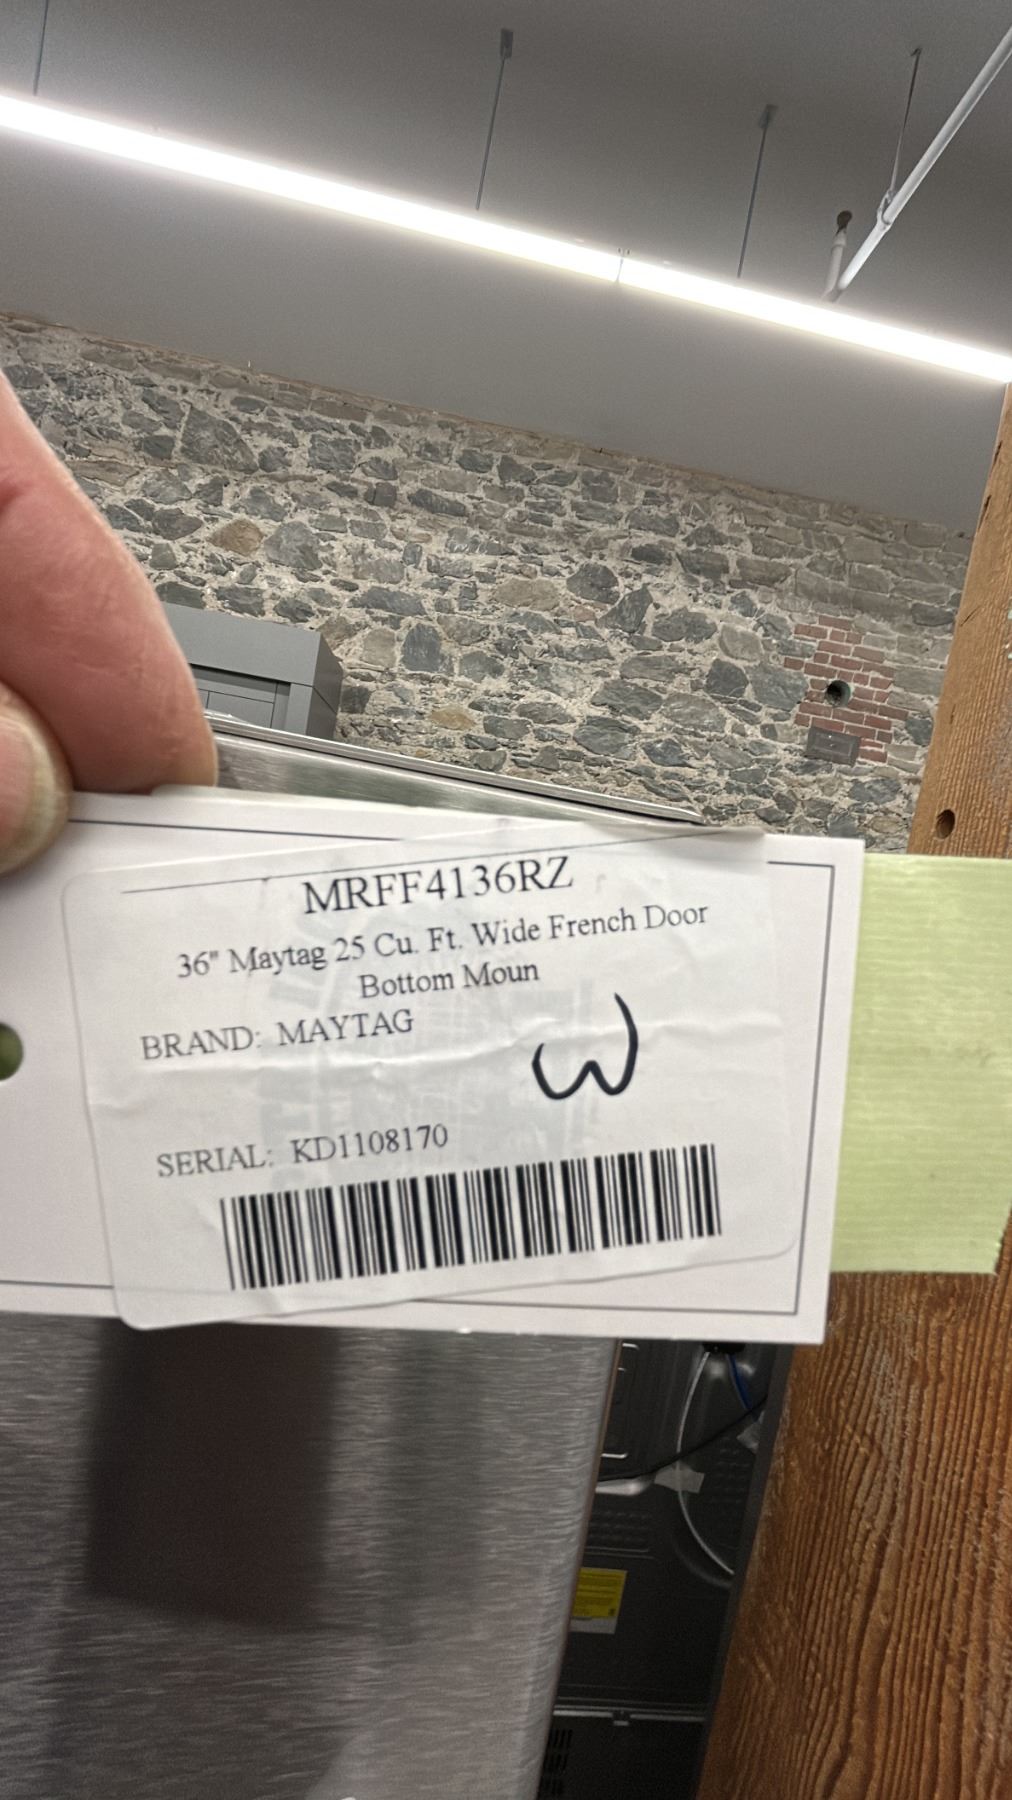 MRFF4136RZ
36" Maytag 25 Cu. Ft. Wide French Door
Bottom Moun
BRAND: MAYTAG
W
SERIAL: KD1108170